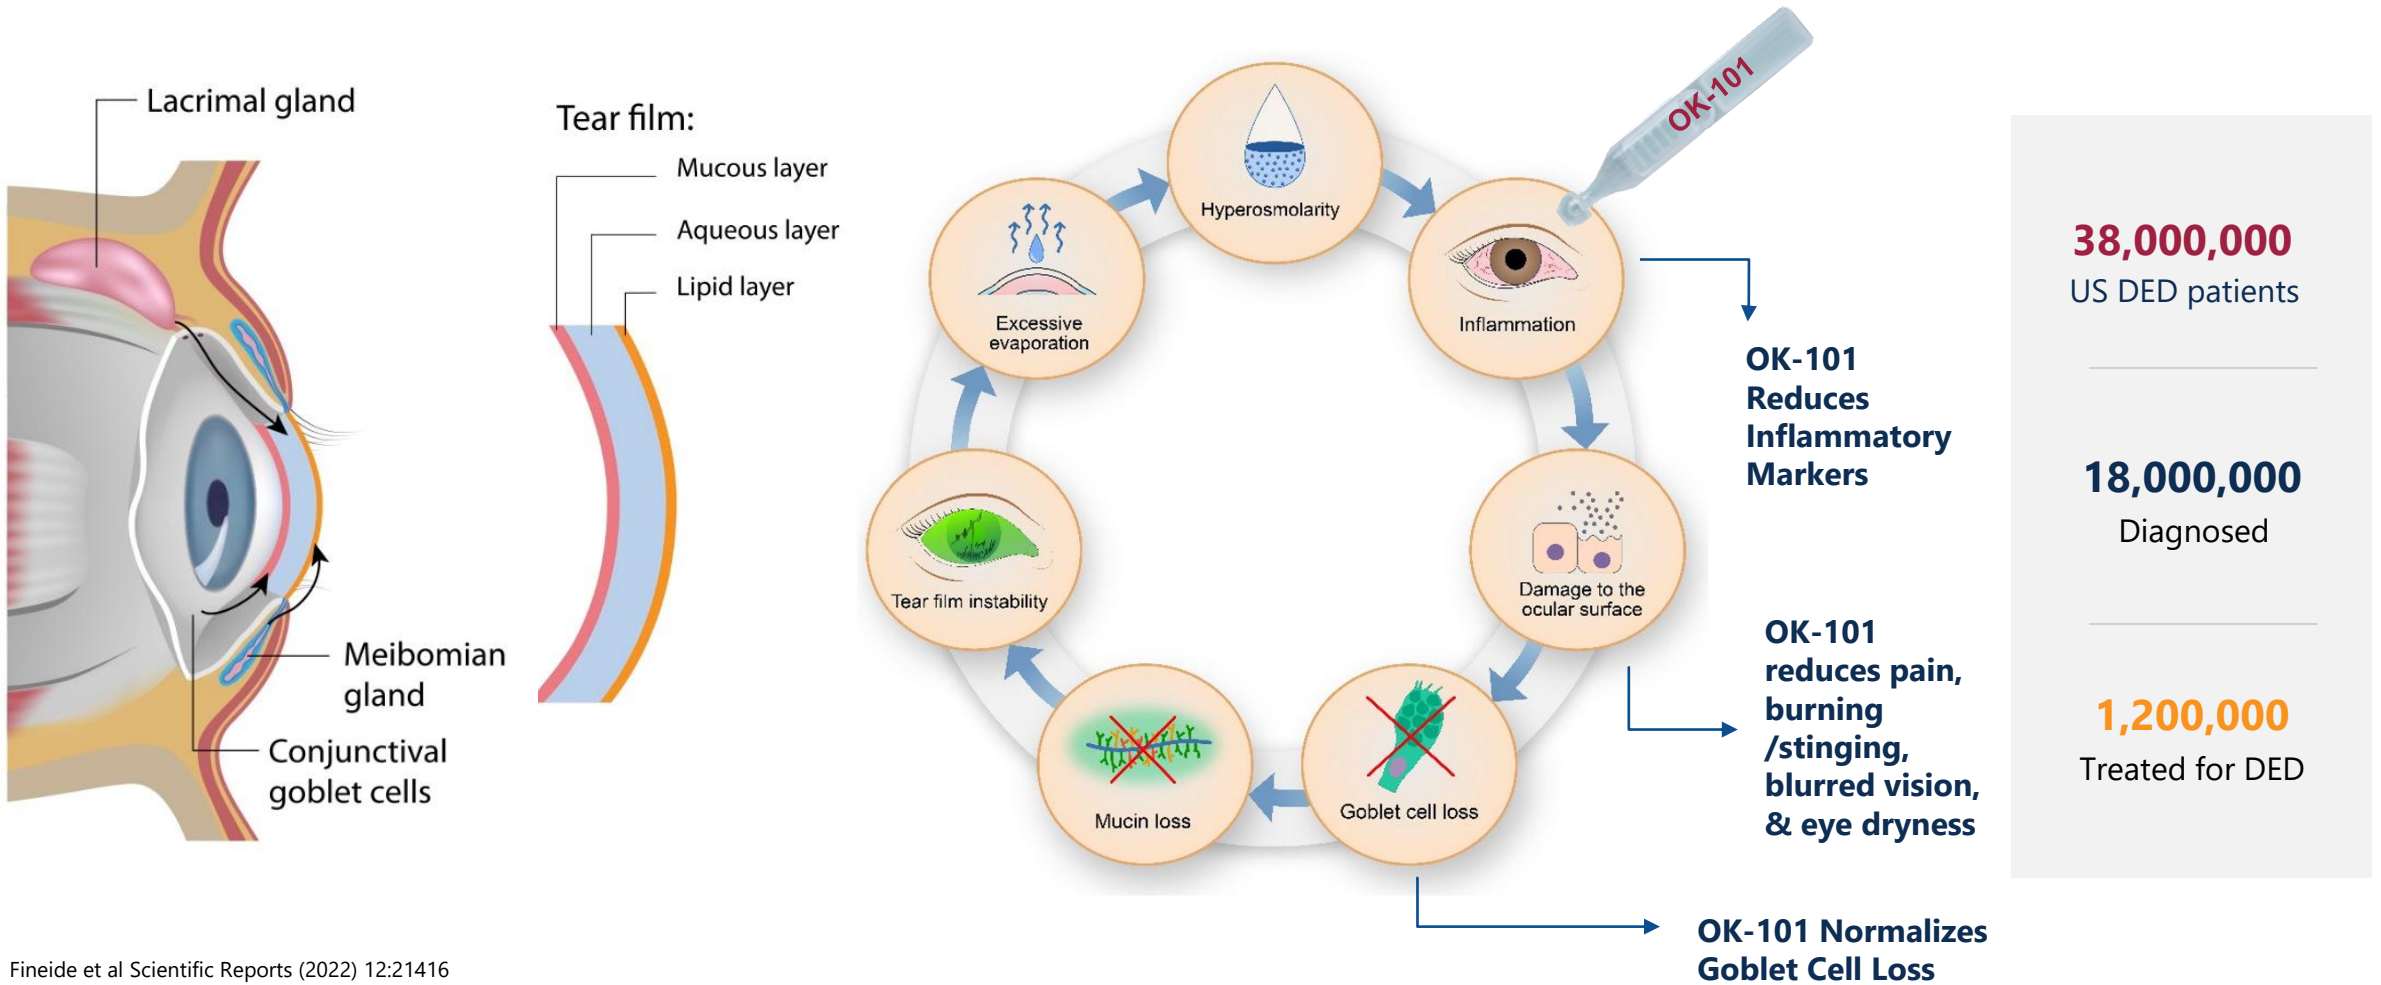 Lacrimal gland
Meibomian
gland
Conjunctival
goblet cells
Tear film:
Mucous layer
Aqueous layer
Lipid layer
OK-101
Hyperosmolarity
Inflammation
Damage to the
ocular surface
Goblet cell loss
Mucin loss
Tear film instability
Excessive
evaporation
OK-101
Reduces
Inflammatory
Markers
OK-101
reduces pain,
burning
/stinging,
blurred vision,
& eye dryness
OK-101 Normalizes
Goblet Cell Loss
38,000,000
US DED patients
18,000,000
Diagnosed
1,200,000
Treated for DED
Fineide et al Scientific Reports (2022) 12:21416